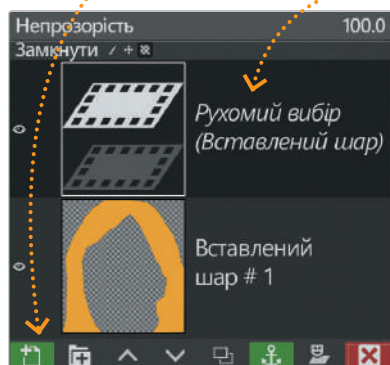 Непрозорість 100.0
Замкнути
Рухомий вибір
(Вставлений шар)
Вставлений
шар # 1